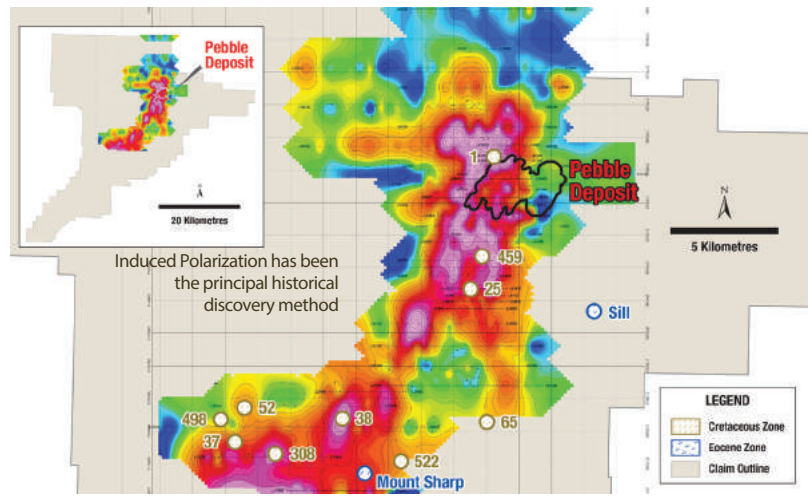 Pebble
Deposit
N
20 Kilometres
Induced Polarization has been
the principal historical
discovery method
1
Pebble
Deposit
N
5 Kilometres
459
25
Sill
52
498
38
65
37
308
522
Mount Sharp
LEGEND
Cretaceous Zone
Eocene Zone
Claim Outline